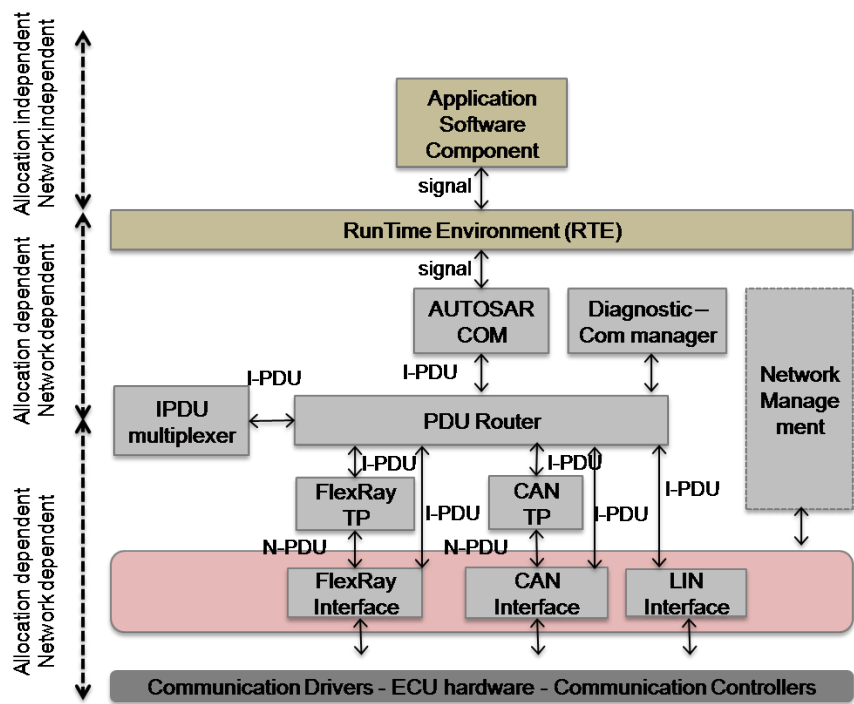 Allocation independent
Network independent
Application
Software
Component
signal
RunTime Environment (RTE)
signal
Allocation dependent
Network dependent
AUTOSAR
COM
Diagnostic –
Com manager
Network
Manage
ment
I-PDU
I-PDU
IPDU
multiplexer
PDU Router
I-PDU
I-PDU
FlexRay
TP
CAN
TP
I-PDU
I-PDU
I-PDU
N-PDU
N-PDU
Allocation dependent
Network dependent
FlexRay
Interface
CAN
Interface
LIN
Interface
Communication Drivers - ECU hardware - Communication Controllers